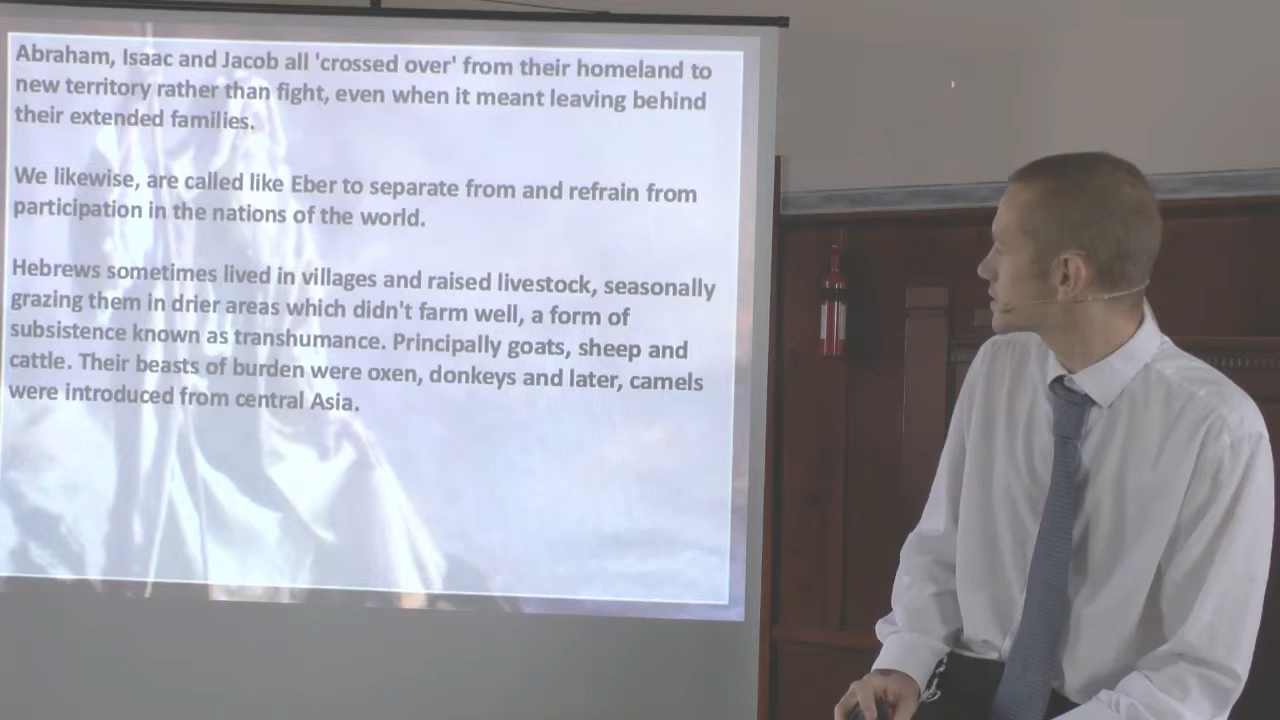 Abraham, Isaac and Jacob all 'crossed over' from their homeland to
new territory rather than fight, even when it meant leaving behind
their extended families.
We likewise, are called like Eber to separate from and refrain from
participation in the nations of the world.
Hebrews sometimes lived in villages and raised livestock, seasonally
grazing them in drier areas which didn't farm well, a form of
subsistence known as transhumance. Principally goats, sheep and
cattle. Their beasts of burden were oxen, donkeys and later, camels
were introduced from central Asia.